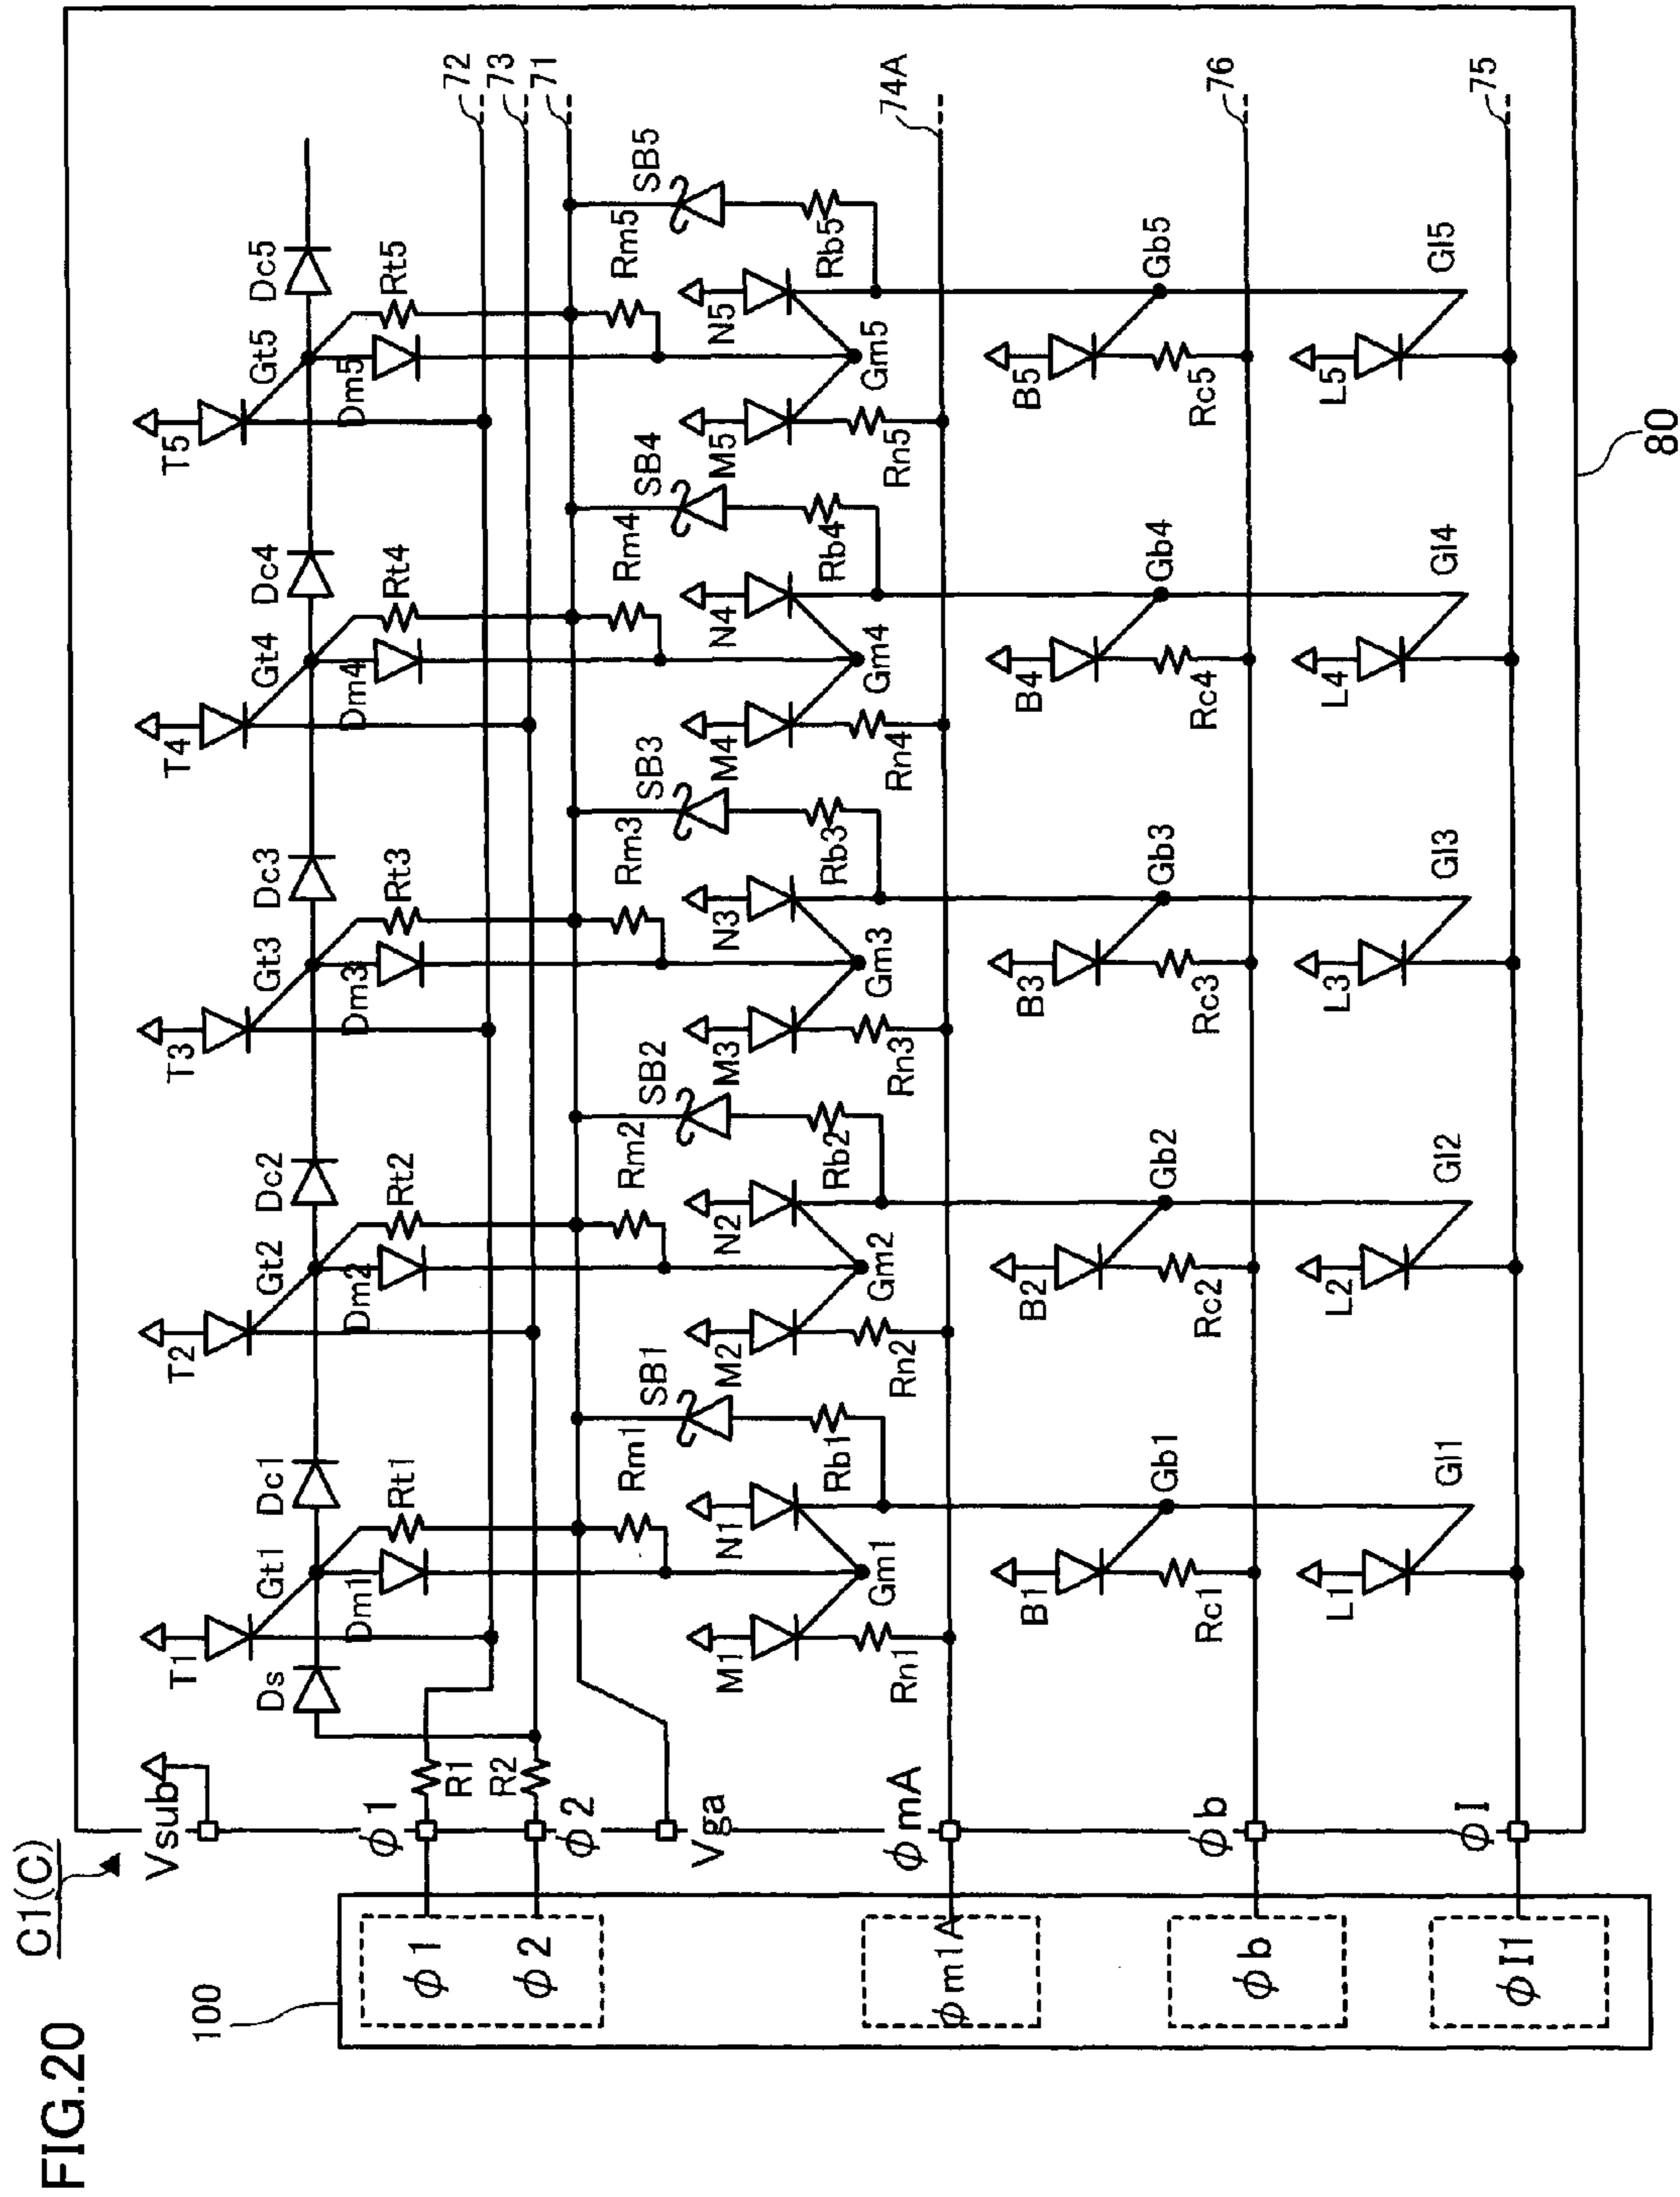 FIG.20
C1(C)
100
80
Vsub
φ1
φ2
Vga
φmA
φb
φI
φ1
φ2
φm1A
φb
φI1
R1
R2
72
73
71
74A
76
75
Ds
T1
Gt1
Dc1
Dm1
Rt1
Rm1
SB1
M1
N1
Rb1
Gm1
Rn1
B1
Gb1
Rc1
L1
Gl1
T2
Gt2
Dc2
Dm2
Rt2
Rm2
SB2
M2
N2
Rb2
Gm2
Rn2
B2
Gb2
Rc2
L2
Gl2
T3
Gt3
Dc3
Dm3
Rt3
Rm3
SB3
M3
N3
Rb3
Gm3
Rn3
B3
Gb3
Rc3
L3
Gl3
T4
Gt4
Dc4
Dm4
Rt4
Rm4
SB4
M4
N4
Rb4
Gm4
Rn4
B4
Gb4
Rc4
L4
Gl4
T5
Gt5
Dc5
Dm5
Rt5
Rm5
SB5
M5
N5
Rb5
Gm5
Rn5
B5
Gb5
Rc5
L5
Gl5